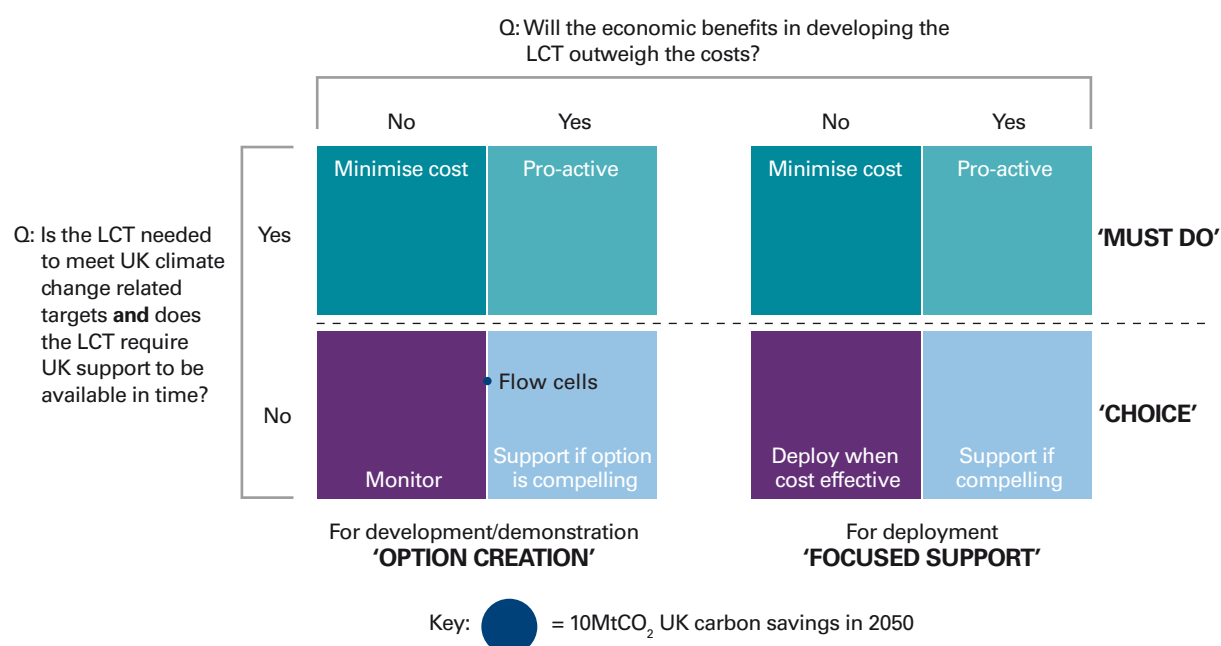 Q: Will the economic benefits in developing the
LCT outweigh the costs?
No
Yes
No
Yes
Minimise cost
Pro-active
Minimise cost
Pro-active
Q: Is the LCT needed
to meet UK climate
change related
targets and does
the LCT require
UK support to be
available in time?
Yes
'MUST DO'
Flow cells
No
'CHOICE'
Monitor
Support if option
is compelling
Deploy when
cost effective
Support if
compelling
For development/demonstration
'OPTION CREATION'
For deployment
'FOCUSED SUPPORT'
Key:
= 10MtCO₂ UK carbon savings in 2050